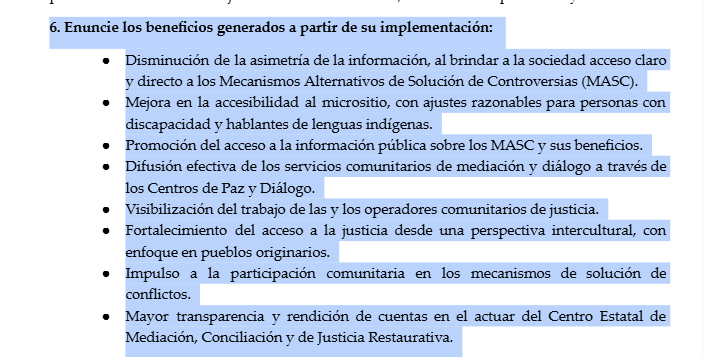 6. Enuncie los beneficios generados a partir de su implementación:
● Disminución de la asimetría de la información, al brindar a la sociedad acceso claro
y directo a los Mecanismos Alternativos de Solución de Controversias (MASC).
● Mejora en la accesibilidad al micrositio, con ajustes razonables para personas con
discapacidad y hablantes de lenguas indígenas.
● Promoción del acceso a la información pública sobre los MASC y sus beneficios.
● Difusión efectiva de los servicios comunitarios de mediación y diálogo a través de
los Centros de Paz y Diálogo.
● Visibilización del trabajo de las y los operadores comunitarios de justicia.
● Fortalecimiento del acceso a la justicia desde una perspectiva intercultural, con
enfoque en pueblos originarios.
● Impulso a la participación comunitaria en los mecanismos de solución de
conflictos.
● Mayor transparencia y rendición de cuentas en el actuar del Centro Estatal de
Mediación, Conciliación y de Justicia Restaurativa.